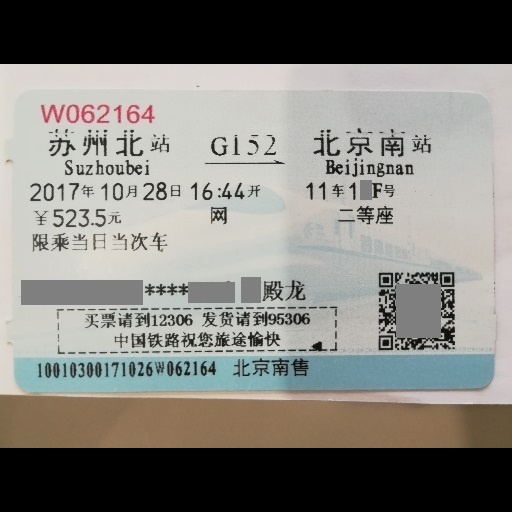 W062164
苏州北站 G152 北京南站
Suzhoubei Beijingnan
2017年10月28日16:44开 11车1 F号
￥523.5元 网 二等座
限乘当日当次车
**** 殿龙
买票请到12306 发货请到95306
中国铁路祝您旅途愉快
10010300171026W062164 北京南售